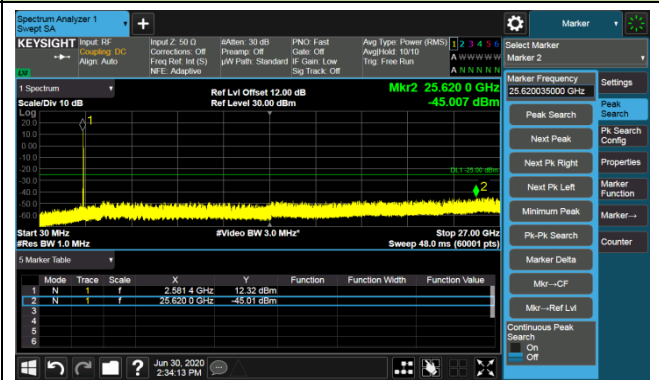 Spectrum Analyzer 1
Swept SA
+
Marker
KEYSIGHT
Input: RF
Coupling: DC
Align: Auto
Input Z: 50 Ω
Corrections: Off
Freq Ref: Int (S)
NFE: Adaptive
#Atten: 30 dB
Preamp: Off
µW Path: Standard
PNO: Fast
Gate: Off
IF Gain: Low
Sig Track: Off
Avg Type: Power (RMS)
Avg|Hold: 10/10
Trig: Free Run
1 2 3 4 5 6
A W W W W W
A N N N N N
LXI
Select Marker
Marker 2
1 Spectrum
Scale/Div 10 dB
Ref Lvl Offset 12.00 dB
Ref Level 30.00 dBm
Mkr2 25.620 0 GHz
-45.007 dBm
Log
20.0
10.0
0.00
-10.0
-20.0
-30.0
-40.0
-50.0
-60.0
1
DL1 -25.00 dBm
2
Start 30 MHz
#Res BW 1.0 MHz
#Video BW 3.0 MHz*
Stop 27.00 GHz
Sweep 48.0 ms (60001 pts)
5 Marker Table
Mode Trace Scale X Y Function Function Width Function Value
1 N 1 f 2.581 4 GHz 12.32 dBm
2 N 1 f 25.620 0 GHz -45.01 dBm
3
4
5
6
Marker Frequency
25.620035000 GHz
Peak Search
Next Peak
Next Pk Right
Next Pk Left
Minimum Peak
Pk-Pk Search
Marker Delta
Mkr→CF
Mkr→Ref Lvl
Continuous Peak
Search
On
Off
Settings
Peak
Search
Pk Search
Config
Properties
Marker
Function
Marker→
Counter
?
Jun 30, 2020
2:34:13 PM